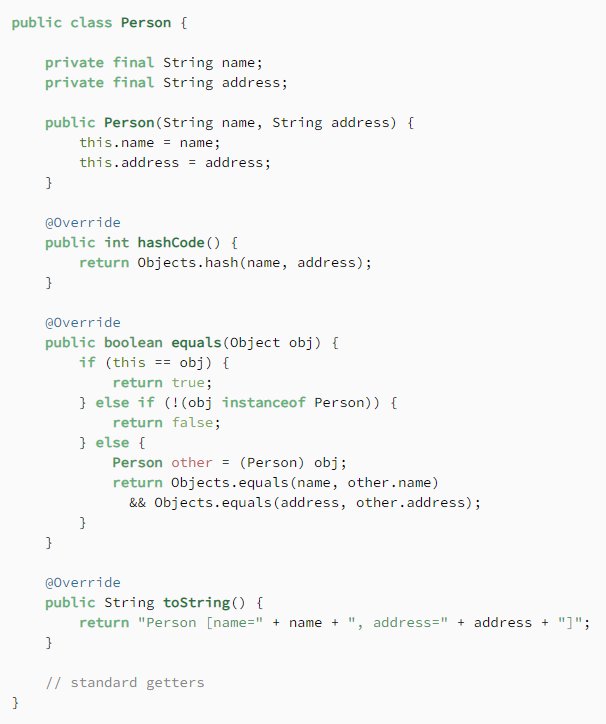 public class Person {
private final String name;
private final String address;
public Person(String name, String address) {
this.name = name;
this.address = address;
}
@Override
public int hashCode() {
return Objects.hash(name, address);
}
@Override
public boolean equals(Object obj) {
if (this == obj) {
return true;
} else if (!(obj instanceof Person)) {
return false;
} else {
Person other = (Person) obj;
return Objects.equals(name, other.name)
&& Objects.equals(address, other.address);
}
}
@Override
public String toString() {
return "Person [name=" + name + ", address=" + address + "]";
}
// standard getters
}